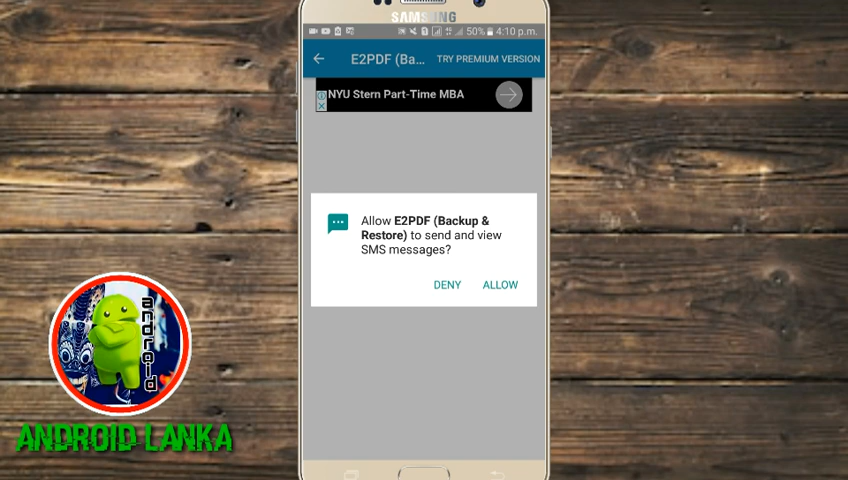 SAMSUNG
50% 4:10 p.m.
E2PDF (Ba... TRY PREMIUM VERSION
NYU Stern Part-Time MBA
Allow E2PDF (Backup &
Restore) to send and view
SMS messages?
DENY ALLOW
android
ANDROID LANKA